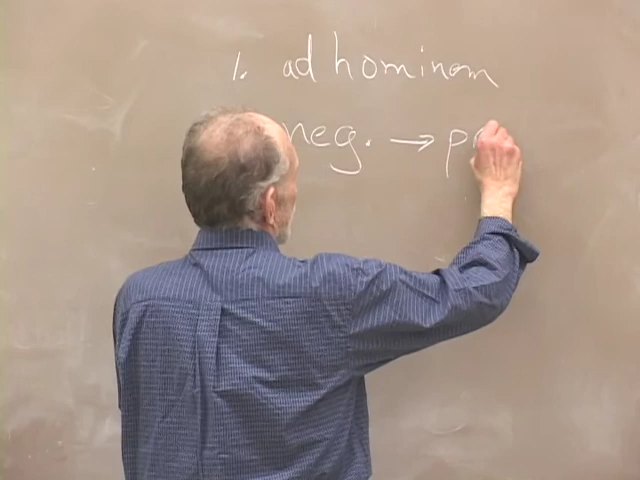 1. ad hominem
neg. → p